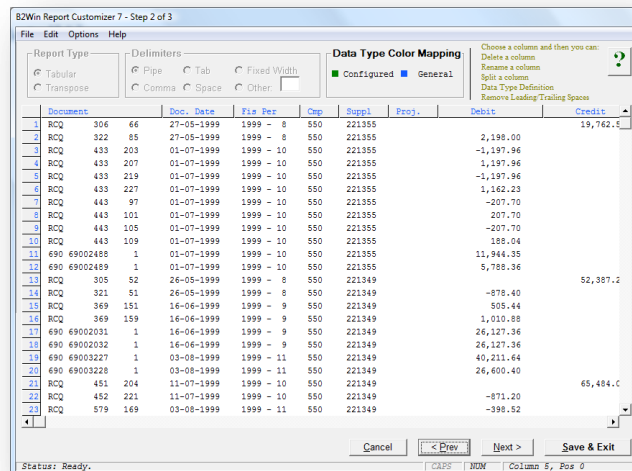 B2Win Report Customizer 7 - Step 2 of 3
File Edit Options Help
Report Type
Tabular
Transpose
Delimiters
Pipe Tab Fixed Width
Comma Space Other:
Data Type Color Mapping
Configured General
Choose a column and then you can:
Delete a column
Rename a column
Split a column
Data Type Definition
Remove Leading/Trailing Spaces
?
Document Doc. Date Fis Per Cmp Suppl Proj. Debit Credit
1 RCQ 306 66 27-05-1999 1999 - 8 550 221355 19,762.5
2 RCQ 322 85 27-05-1999 1999 - 8 550 221355 2,198.00
3 RCQ 433 203 01-07-1999 1999 - 10 550 221355 -1,197.96
4 RCQ 433 207 01-07-1999 1999 - 10 550 221355 1,197.96
5 RCQ 433 219 01-07-1999 1999 - 10 550 221355 -1,197.96
6 RCQ 433 227 01-07-1999 1999 - 10 550 221355 1,162.23
7 RCQ 443 97 01-07-1999 1999 - 10 550 221355 -207.70
8 RCQ 443 101 01-07-1999 1999 - 10 550 221355 207.70
9 RCQ 443 105 01-07-1999 1999 - 10 550 221355 -207.70
10 RCQ 443 109 01-07-1999 1999 - 10 550 221355 188.04
11 690 69002488 1 01-07-1999 1999 - 10 550 221355 11,944.35
12 690 69002489 1 01-07-1999 1999 - 10 550 221355 5,788.36
13 RCQ 305 52 26-05-1999 1999 - 8 550 221349 52,387.2
14 RCQ 321 51 26-05-1999 1999 - 8 550 221349 -878.40
15 RCQ 369 151 16-06-1999 1999 - 9 550 221349 505.44
16 RCQ 369 159 16-06-1999 1999 - 9 550 221349 1,010.88
17 690 69002031 1 16-06-1999 1999 - 9 550 221349 26,127.36
18 690 69002032 1 16-06-1999 1999 - 9 550 221349 26,127.36
19 690 69003227 1 03-08-1999 1999 - 11 550 221349 40,211.64
20 690 69003228 1 03-08-1999 1999 - 11 550 221349 26,600.40
21 RCQ 451 204 11-07-1999 1999 - 10 550 221349 65,484.0
22 RCQ 452 221 11-07-1999 1999 - 10 550 221349 -871.20
23 RCQ 579 169 03-08-1999 1999 - 11 550 221349 -398.52
Cancel < Prev Next > Save & Exit
Status: Ready. CAPS NUM Column 5, Pos 0